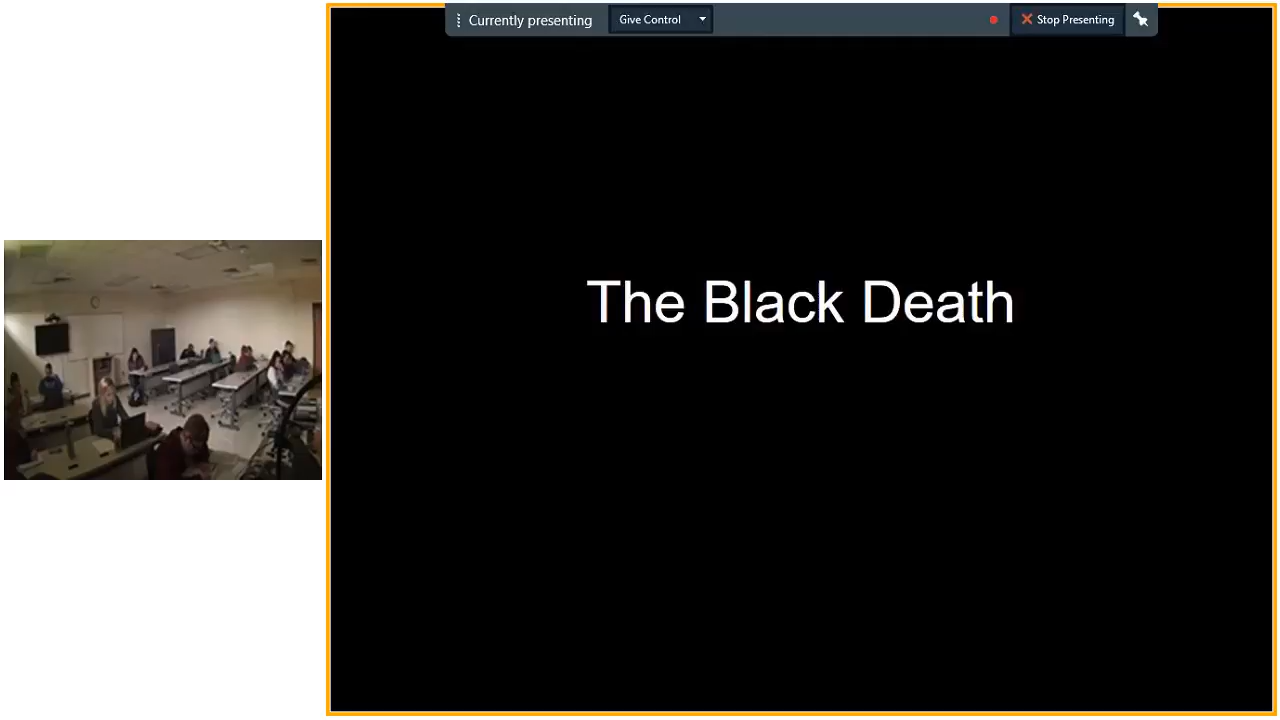 Currently presenting
Give Control
Stop Presenting
The Black Death